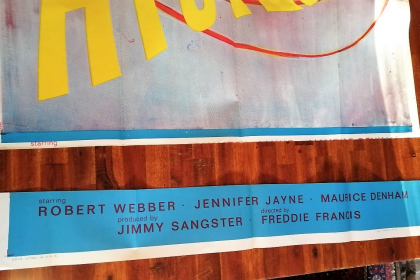 starring
starring
ROBERT WEBBER · JENNIFER JAYNE · MAURICE DENHAM
produced by directed by
JIMMY SANGSTER · FREDDIE FRANCIS